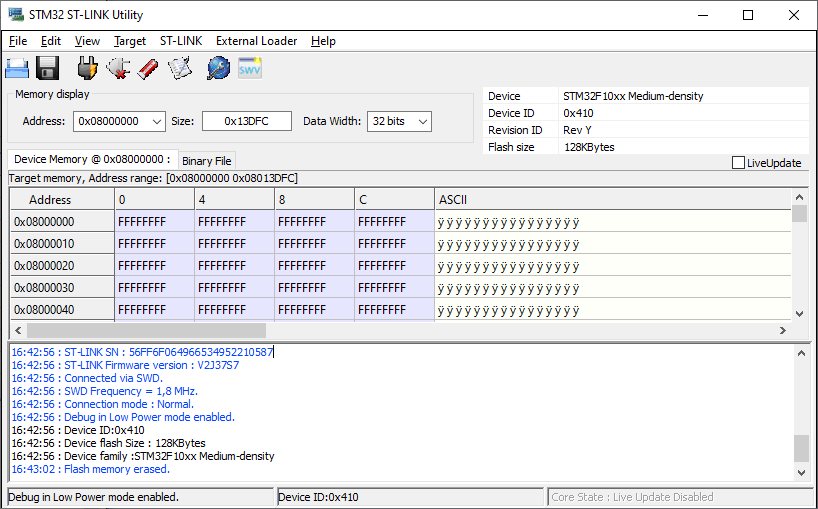 STM32 ST-LINK Utility
File Edit View Target ST-LINK External Loader Help
SWV
Memory display
Address: 0x08000000 Size: 0x13DFC Data Width: 32 bits
Device STM32F10xx Medium-density
Device ID 0x410
Revision ID Rev Y
Flash size 128KBytes
LiveUpdate
Device Memory @ 0x08000000 : Binary File
Target memory, Address range: [0x08000000 0x08013DFC]
Address 0 4 8 C ASCII
0x08000000 FFFFFFFF FFFFFFFF FFFFFFFF FFFFFFFF ÿ ÿ ÿ ÿ ÿ ÿ ÿ ÿ ÿ ÿ ÿ ÿ ÿ ÿ ÿ ÿ
0x08000010 FFFFFFFF FFFFFFFF FFFFFFFF FFFFFFFF ÿ ÿ ÿ ÿ ÿ ÿ ÿ ÿ ÿ ÿ ÿ ÿ ÿ ÿ ÿ ÿ
0x08000020 FFFFFFFF FFFFFFFF FFFFFFFF FFFFFFFF ÿ ÿ ÿ ÿ ÿ ÿ ÿ ÿ ÿ ÿ ÿ ÿ ÿ ÿ ÿ ÿ
0x08000030 FFFFFFFF FFFFFFFF FFFFFFFF FFFFFFFF ÿ ÿ ÿ ÿ ÿ ÿ ÿ ÿ ÿ ÿ ÿ ÿ ÿ ÿ ÿ ÿ
0x08000040 FFFFFFFF FFFFFFFF FFFFFFFF FFFFFFFF ÿ ÿ ÿ ÿ ÿ ÿ ÿ ÿ ÿ ÿ ÿ ÿ ÿ ÿ ÿ ÿ
16:42:56 : ST-LINK SN : 56FF6F064966534952210587
16:42:56 : ST-LINK Firmware version : V2J37S7
16:42:56 : Connected via SWD.
16:42:56 : SWD Frequency = 1,8 MHz.
16:42:56 : Connection mode : Normal.
16:42:56 : Debug in Low Power mode enabled.
16:42:56 : Device ID:0x410
16:42:56 : Device flash Size : 128KBytes
16:42:56 : Device family :STM32F10xx Medium-density
16:43:02 : Flash memory erased.
Debug in Low Power mode enabled. Device ID:0x410 Core State : Live Update Disabled